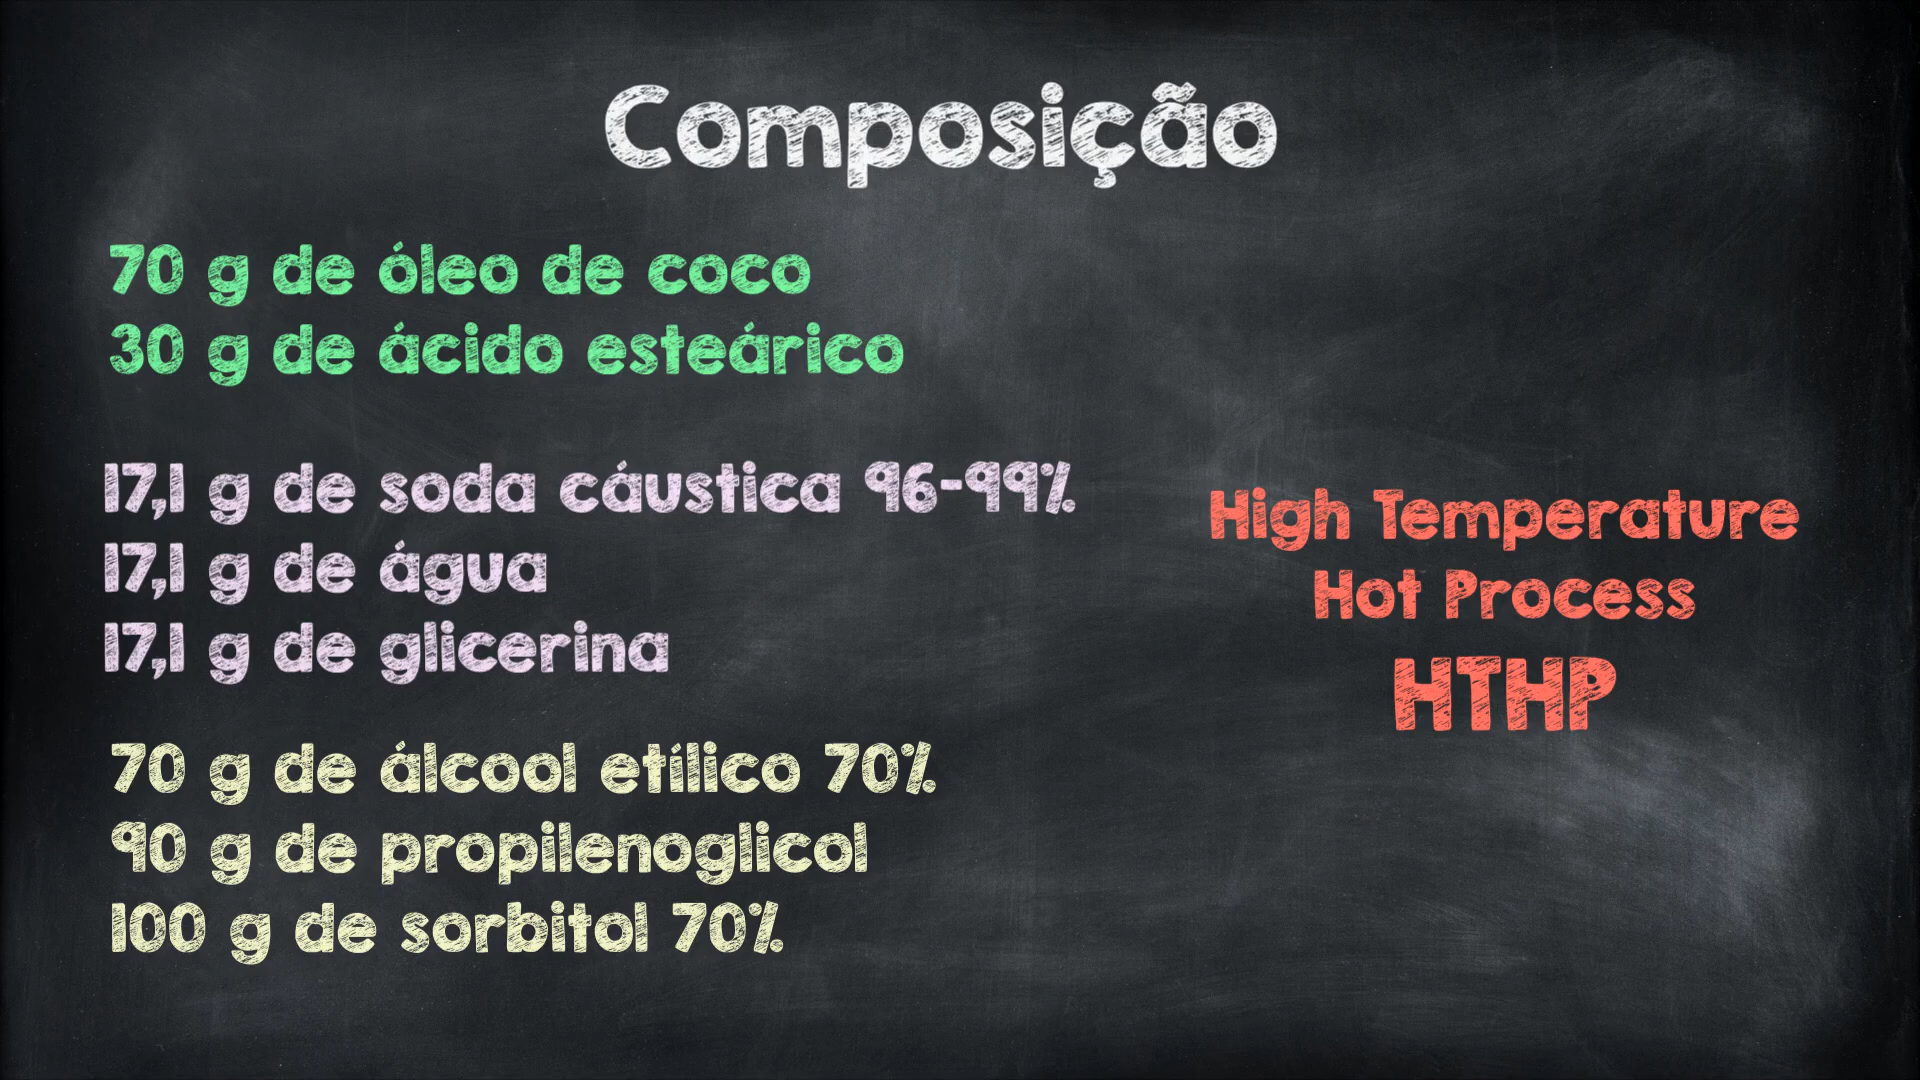 Composição
70 g de óleo de coco
30 g de ácido esteárico
17,1 g de soda cáustica 96-99%
17,1 g de água
17,1 g de glicerina
70 g de álcool etílico 70%
90 g de propilenoglicol
100 g de sorbitol 70%
High Temperature
Hot Process
HTHP